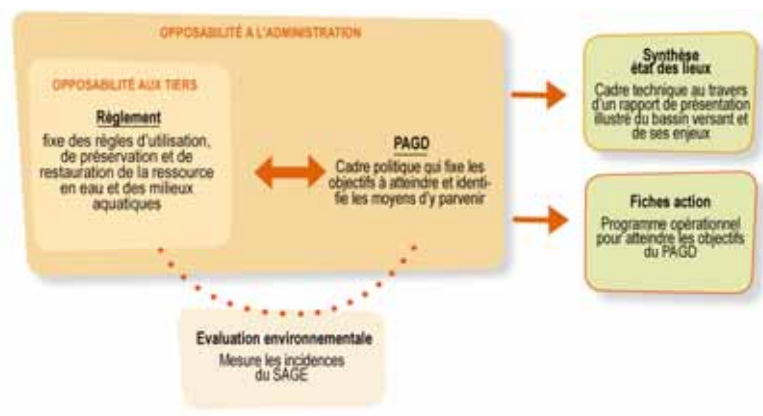 OPPOSABILITÉ A L'ADMINISTRATION
OPPOSABILITÉ AUX TIERS
Règlement
fixe des règles d'utilisation,
de préservation et de
restauration de la ressource
en eau et des milieux
aquatiques
PAGD
Cadre politique qui fixe les
objectifs à atteindre et identi-
fie les moyens d'y parvenir
Synthèse
état des lieux
Cadre technique au travers
d'un rapport de présentation
illustré du bassin versant et
de ses enjeux
Fiches action
Programme opérationnel
pour atteindre les objectifs
du PAGD
Evaluation environnementale
Mesure les incidences
du SAGE